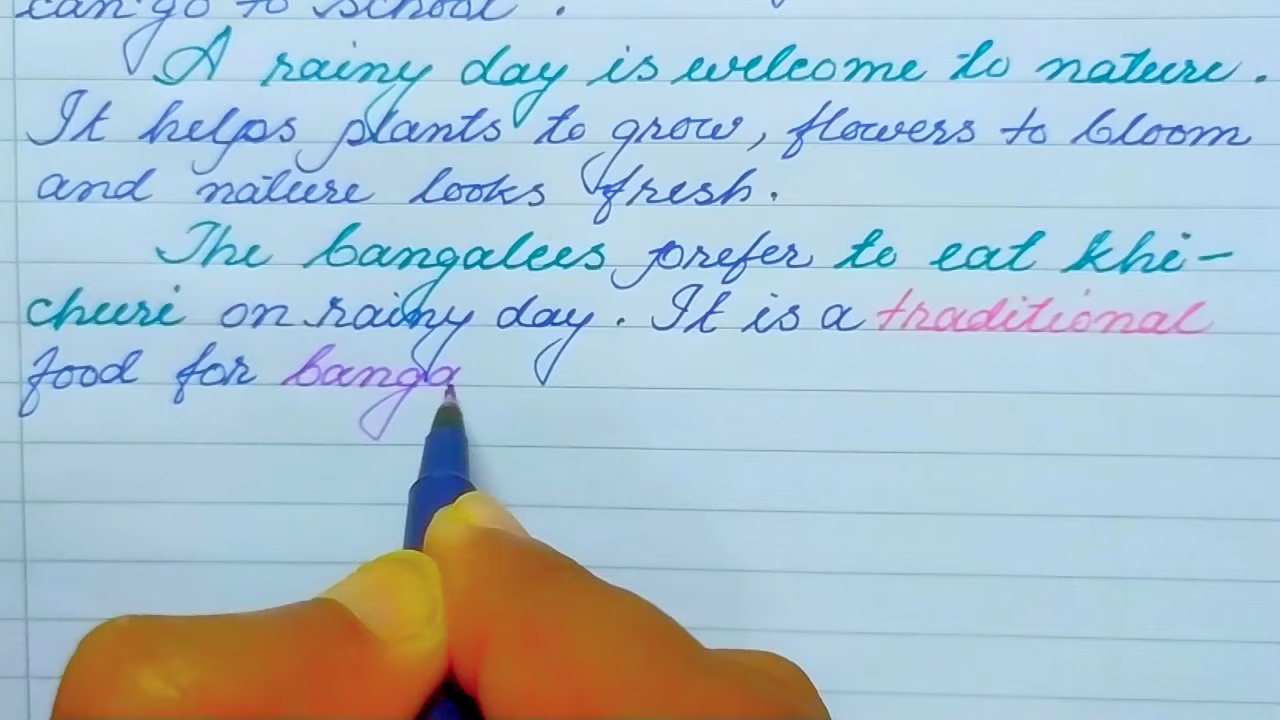 can go to school .
A rainy day is welcome to nature .
It helps plants to grow, flowers to bloom
and nature looks fresh.
The bangalees prefer to eat khi-
churi on rainy day. It is a traditional
food for banga